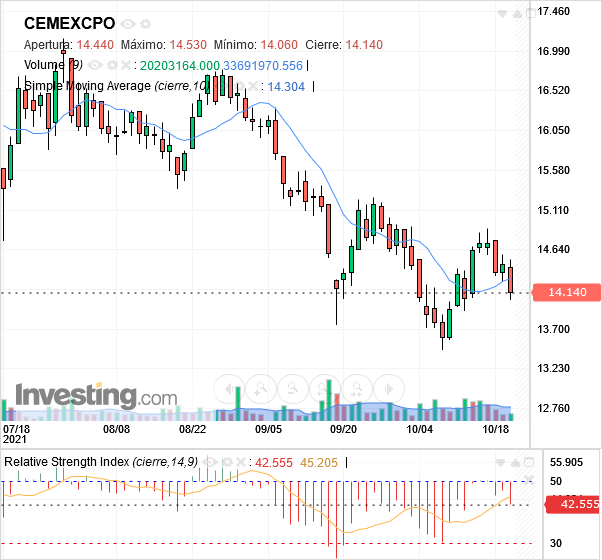 CEMEXCPO
Apertura: 14.440 Máximo: 14.530 Mínimo: 14.060 Cierre: 14.140
Volume (9) : 20203164.000 33691970.556
Simple Moving Average (cierre,10) 14.304
17.460
16.990
16.520
16.050
15.580
15.110
14.640
14.140
13.700
13.230
12.760
Investing.com
07/18 08/08 08/22 09/05 09/20 10/04 10/18
2021
Relative Strength Index (cierre,14,9) : 42.555 45.205
55.905
50
42.555
30